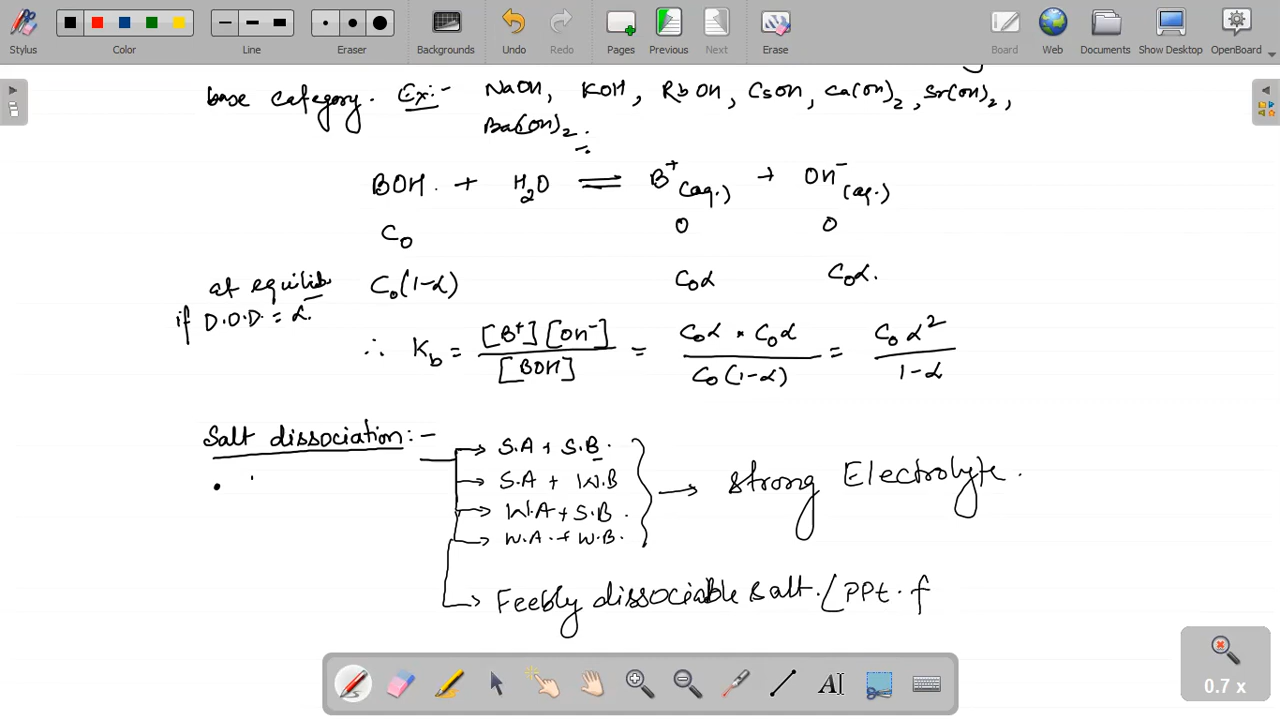 Stylus Color Line Eraser Backgrounds Undo Redo Pages Previous Next Erase Board Web Documents Show Desktop OpenBoard
base category. Ex:- NaOH, KOH, RbOH, CsOH, Ca(OH)2, Sr(OH)2,
Ba(OH)2.
BOH + H2O ⇌ B+(aq.) + OH-(aq.)
C0 0 0
at equilib C0(1-α) C0α C0α.
if D.O.D. = α.
∴ Kb = [B+][OH-] / [BOH] = C0α * C0α / C0(1-α) = C0α² / 1-α
Salt dissociation:-
→ S.A + S.B.
→ S.A + W.B
→ W.A + S.B.
→ W.A. + W.B.
→ Strong Electrolyte.
→ Feebly dissociable salt. / PPt. f
0.7 x